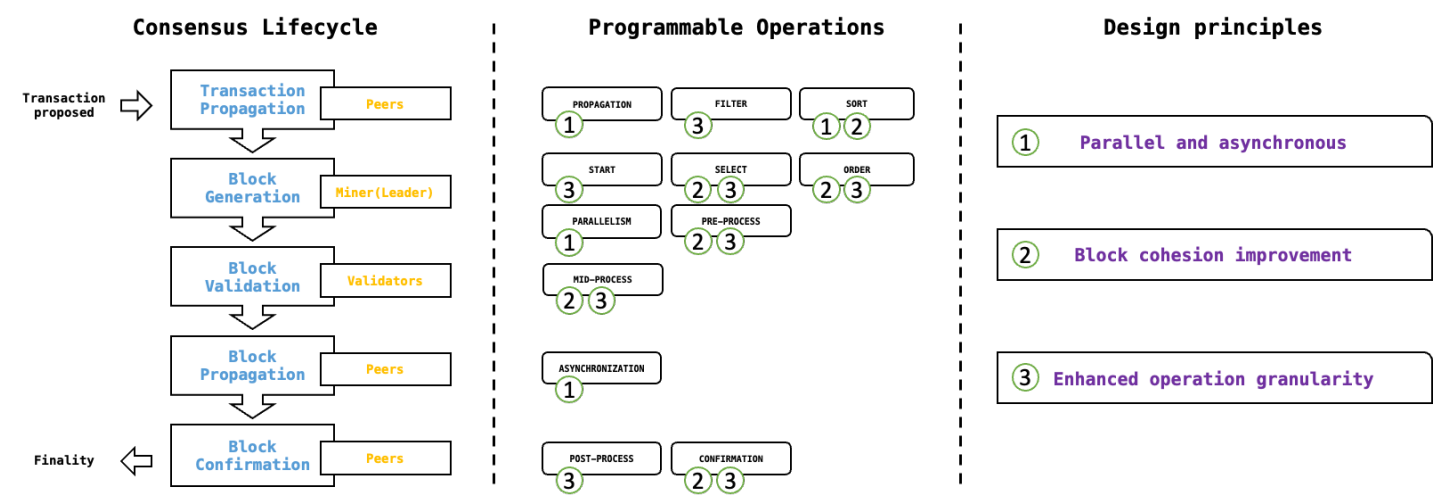 Consensus Lifecycle
Programmable Operations
Design principles
Transaction
proposed
Transaction
Propagation
Peers
Block
Generation
Miner(Leader)
Block
Validation
Validators
Block
Propagation
Peers
Block
Confirmation
Peers
Finality
PROPAGATION
1
FILTER
3
SORT
1 2
START
3
SELECT
2 3
ORDER
2 3
PARALLELISM
1
PRE-PROCESS
2 3
MID-PROCESS
2 3
ASYNCHRONIZATION
1
POST-PROCESS
3
CONFIRMATION
2 3
1 Parallel and asynchronous
2 Block cohesion improvement
3 Enhanced operation granularity